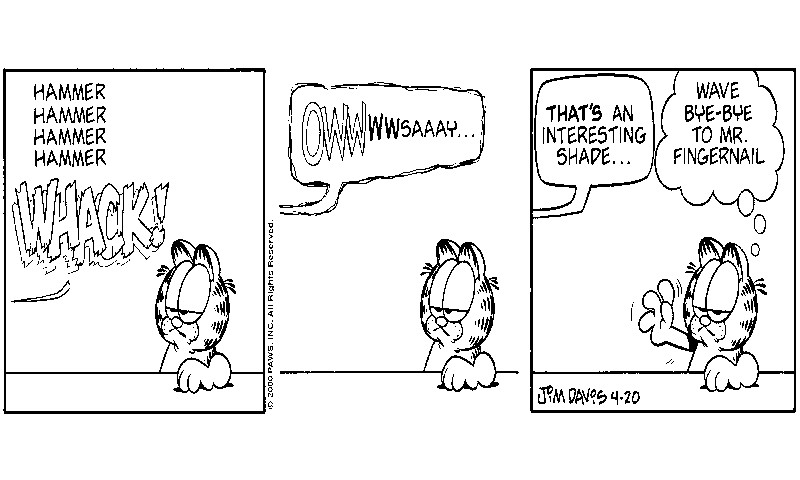 HAMMER
HAMMER
HAMMER
HAMMER
WHACK!
© 2000 PAWS, INC. All Rights Reserved.
OWWWWSAAAY...
THAT'S AN
INTERESTING
SHADE...
WAVE
BYE-BYE
TO MR.
FINGERNAIL
JIM DAVIS 4-20